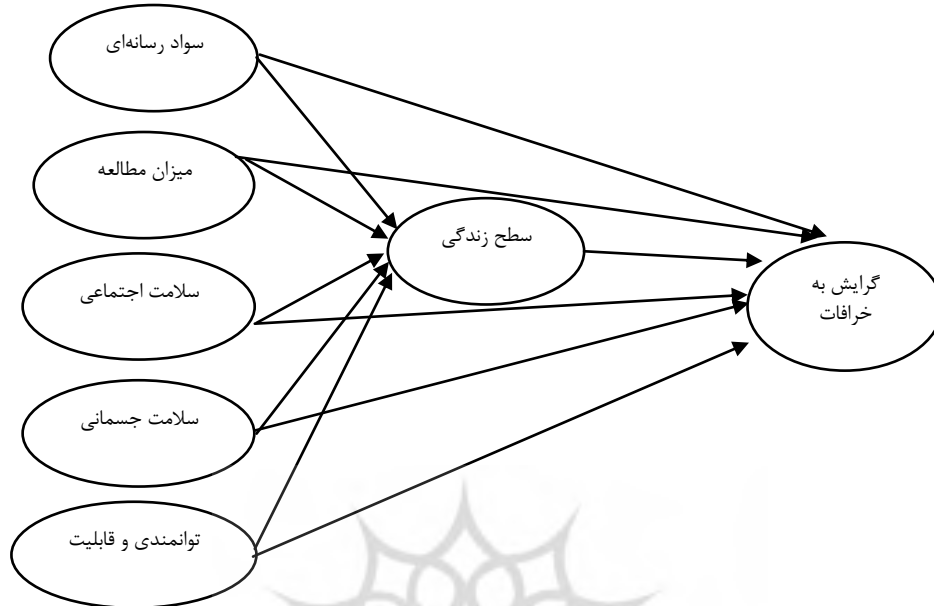 سواد رسانه‌ای
میزان مطالعه
سطح زندگی
سلامت اجتماعی
گرایش به
خرافات
سلامت جسمانی
توانمندی و قابلیت